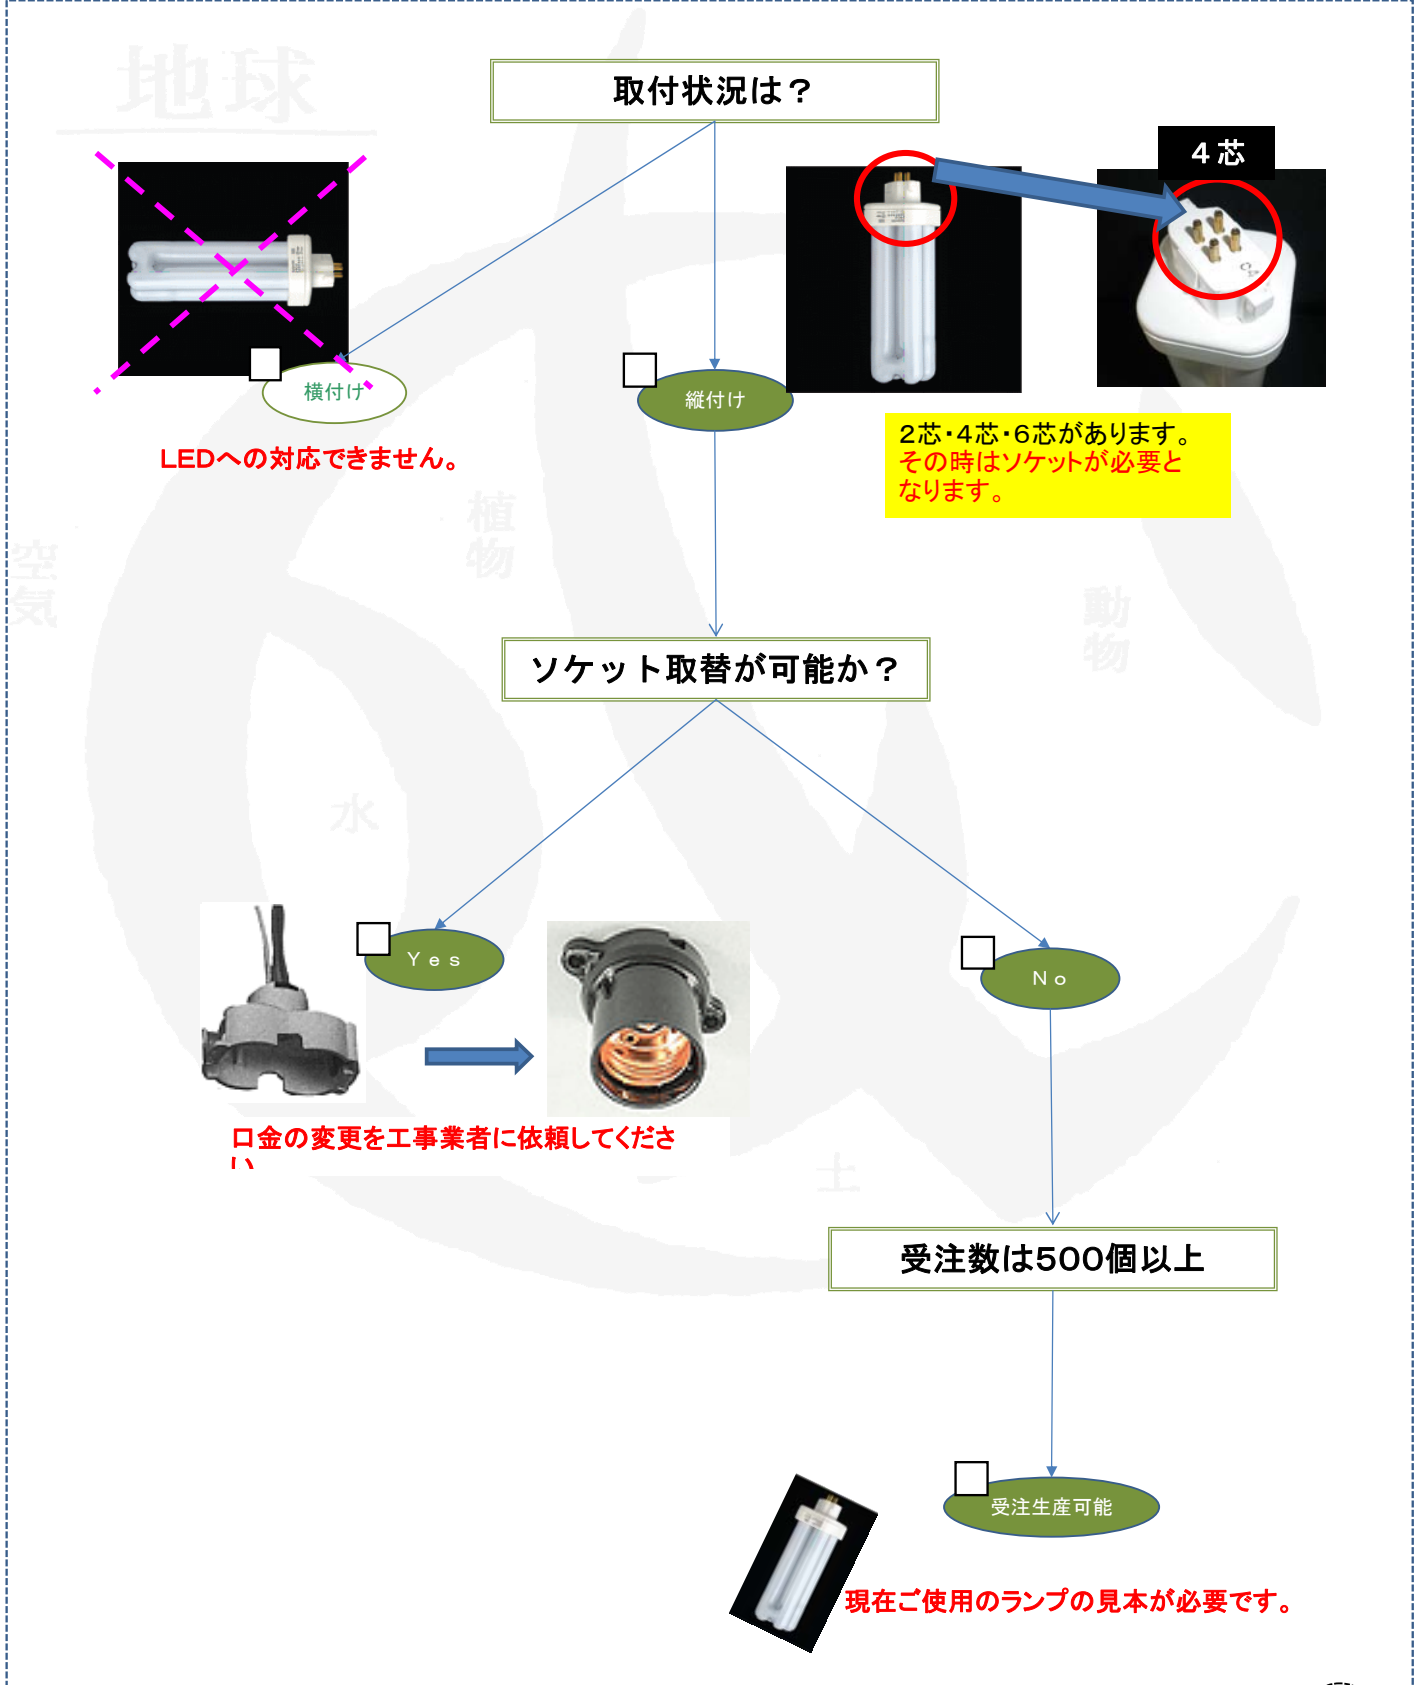 地球
取付状況は？
４芯
横付け
縦付け
LEDへの対応できません。
２芯・４芯・６芯があります。
その時はソケットが必要と
なります。
植物
空気
動物
ソケット取替が可能か？
水
Ｙｅｓ
Ｎｏ
口金の変更を工事業者に依頼してくださ
い
土
受注数は500個以上
受注生産可能
現在ご使用のランプの見本が必要です。